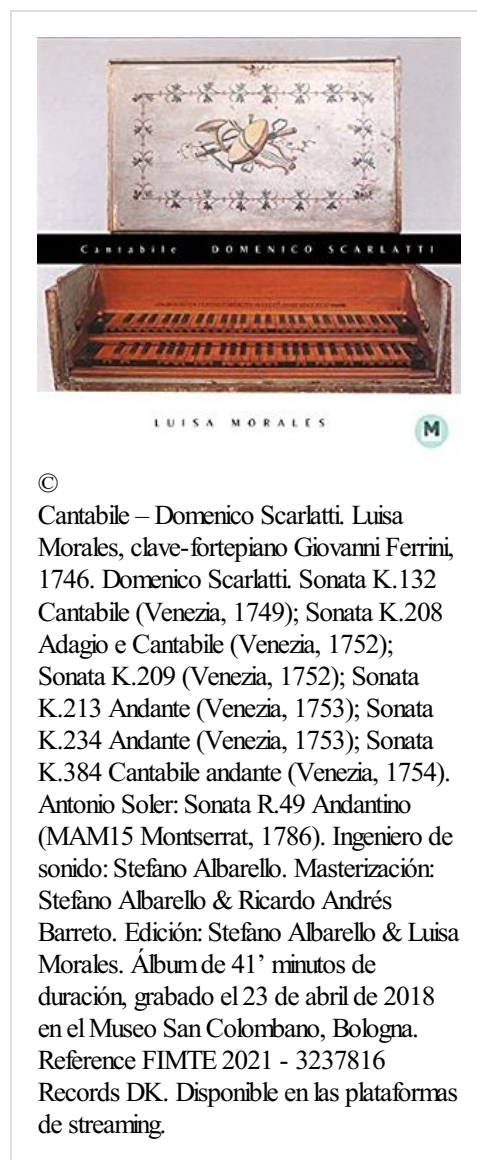 Cantabile DOMENICO SCARLATTI
LUISA MORALES
M
©
Cantabile – Domenico Scarlatti. Luisa
Morales, clave-fortepiano Giovanni Ferrini,
1746. Domenico Scarlatti. Sonata K.132
Cantabile (Venezia, 1749); Sonata K.208
Adagio e Cantabile (Venezia, 1752);
Sonata K.209 (Venezia, 1752); Sonata
K.213 Andante (Venezia, 1753); Sonata
K.234 Andante (Venezia, 1753); Sonata
K.384 Cantabile andante (Venezia, 1754).
Antonio Soler: Sonata R.49 Andantino
(MAM15 Montserrat, 1786). Ingeniero de
sonido: Stefano Albarello. Masterización:
Stefano Albarello & Ricardo Andrés
Barreto. Edición: Stefano Albarello & Luisa
Morales. Álbum de 41’ minutos de
duración, grabado el 23 de abril de 2018
en el Museo San Colombano, Bologna.
Reference FIMTE 2021 - 3237816
Records DK. Disponible en las plataformas
de streaming.